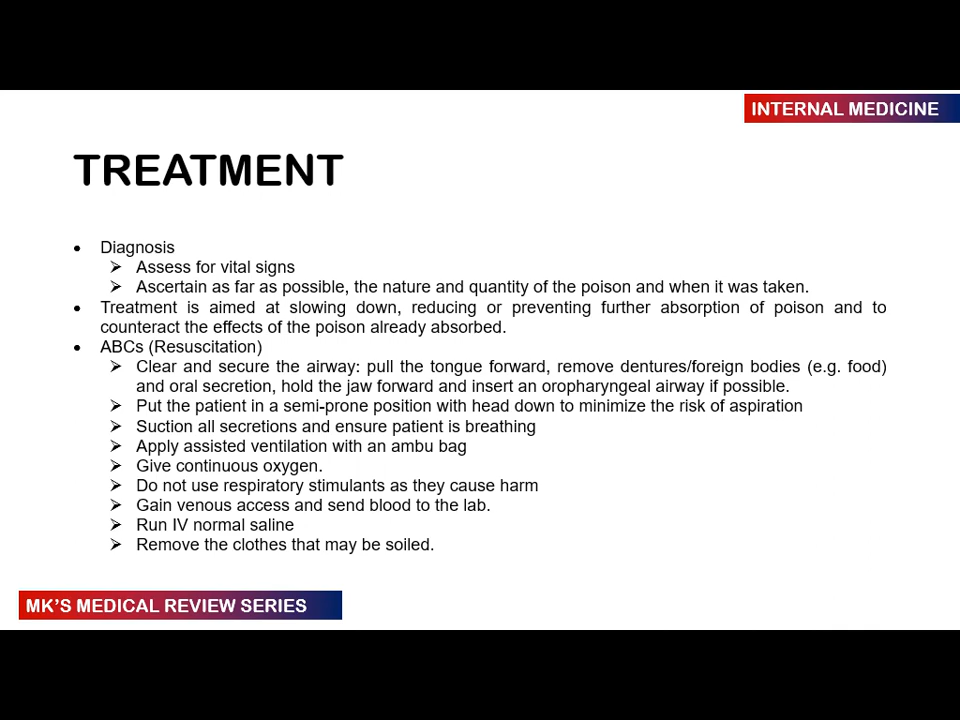 INTERNAL MEDICINE
TREATMENT
• Diagnosis
➢ Assess for vital signs
➢ Ascertain as far as possible, the nature and quantity of the poison and when it was taken.
• Treatment is aimed at slowing down, reducing or preventing further absorption of poison and to
counteract the effects of the poison already absorbed.
• ABCs (Resuscitation)
➢ Clear and secure the airway: pull the tongue forward, remove dentures/foreign bodies (e.g. food)
and oral secretion, hold the jaw forward and insert an oropharyngeal airway if possible.
➢ Put the patient in a semi-prone position with head down to minimize the risk of aspiration
➢ Suction all secretions and ensure patient is breathing
➢ Apply assisted ventilation with an ambu bag
➢ Give continuous oxygen.
➢ Do not use respiratory stimulants as they cause harm
➢ Gain venous access and send blood to the lab.
➢ Run IV normal saline
➢ Remove the clothes that may be soiled.
MK'S MEDICAL REVIEW SERIES